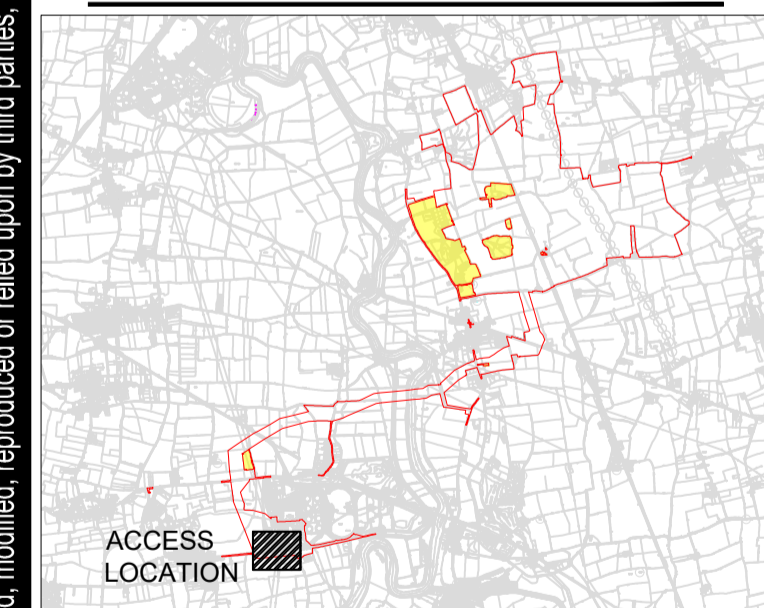 d, modified, reproduced or relied upon by third parties,
ACCESS
LOCATION